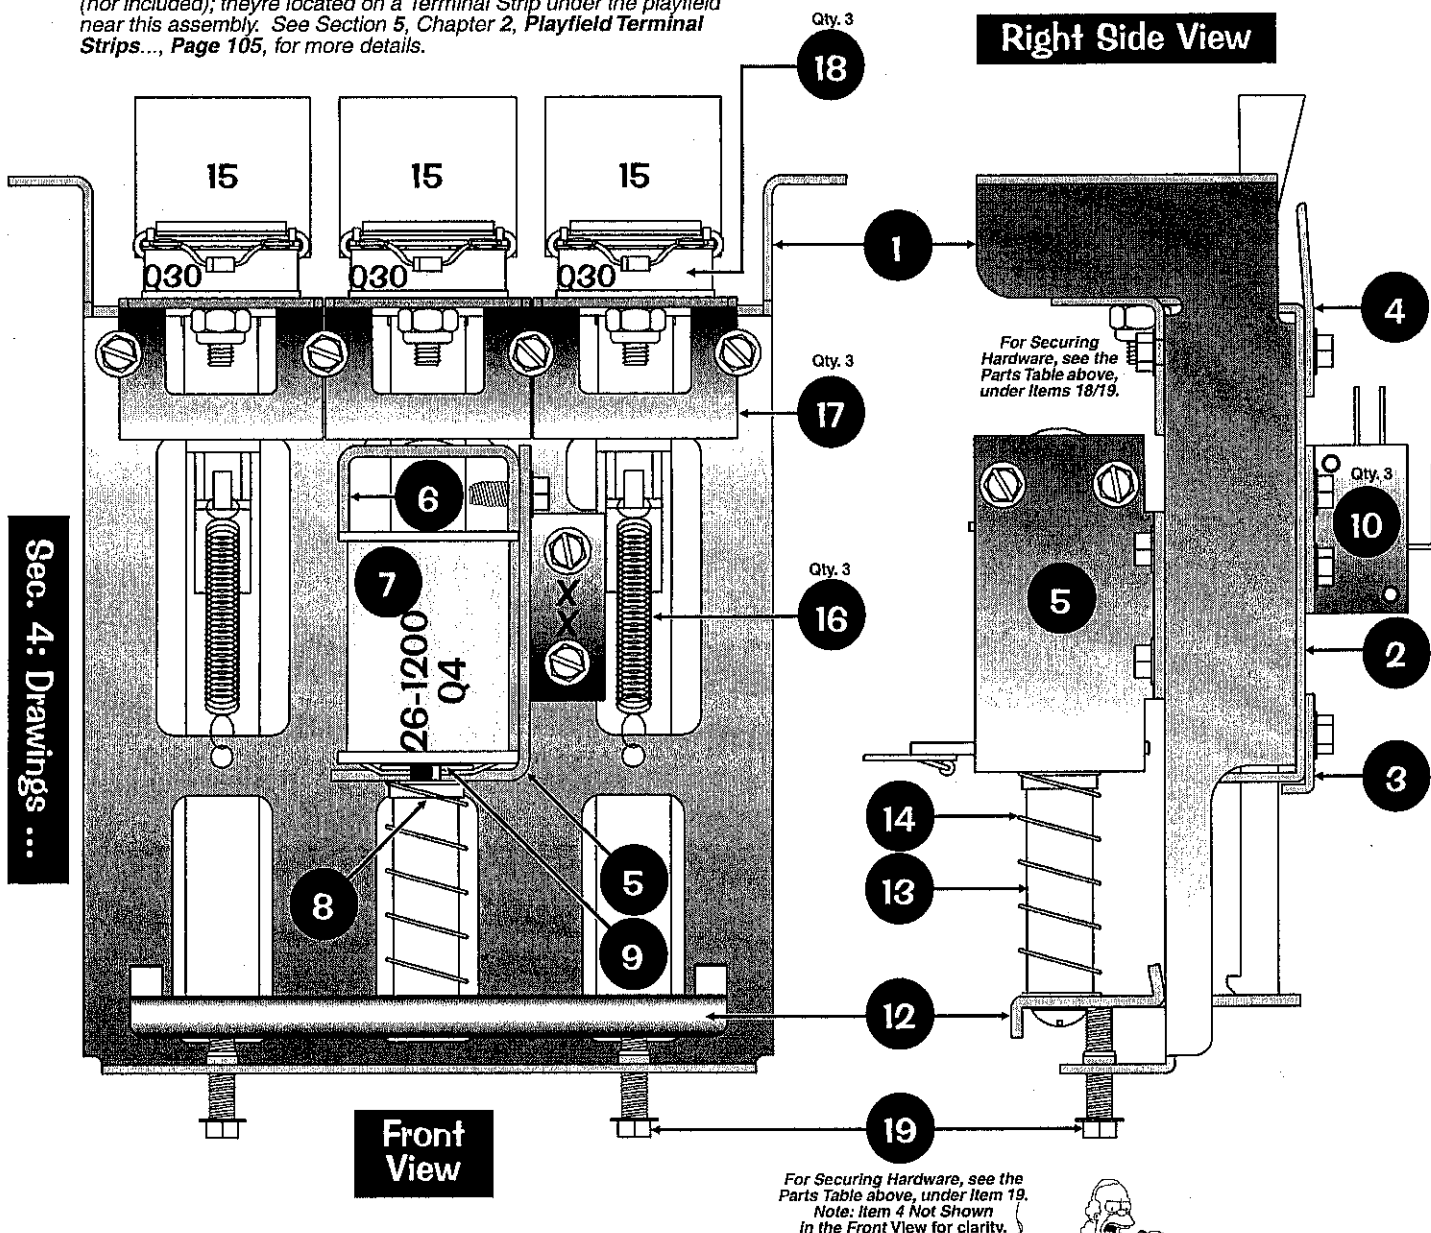 (nor included); they're located on a Terminal Strip under the playfield
near this assembly. See Section 5, Chapter 2, Playfield Terminal
Strips..., Page 105, for more details.
Qty. 3
18
Right Side View
15
15
15
Q30
Q30
Q30
1
4
For Securing
Hardware, see the
Parts Table above,
under Items 18/19.
Qty. 3
17
6
Qty. 3
10
7
X
X
Qty. 3
16
5
26-1200
Q4
2
3
Sec. 4: Drawings ...
14
13
8
5
9
12
19
Front
View
For Securing Hardware, see the
Parts Table above, under Item 19.
Note: Item 4 Not Shown
in the Front View for clarity.